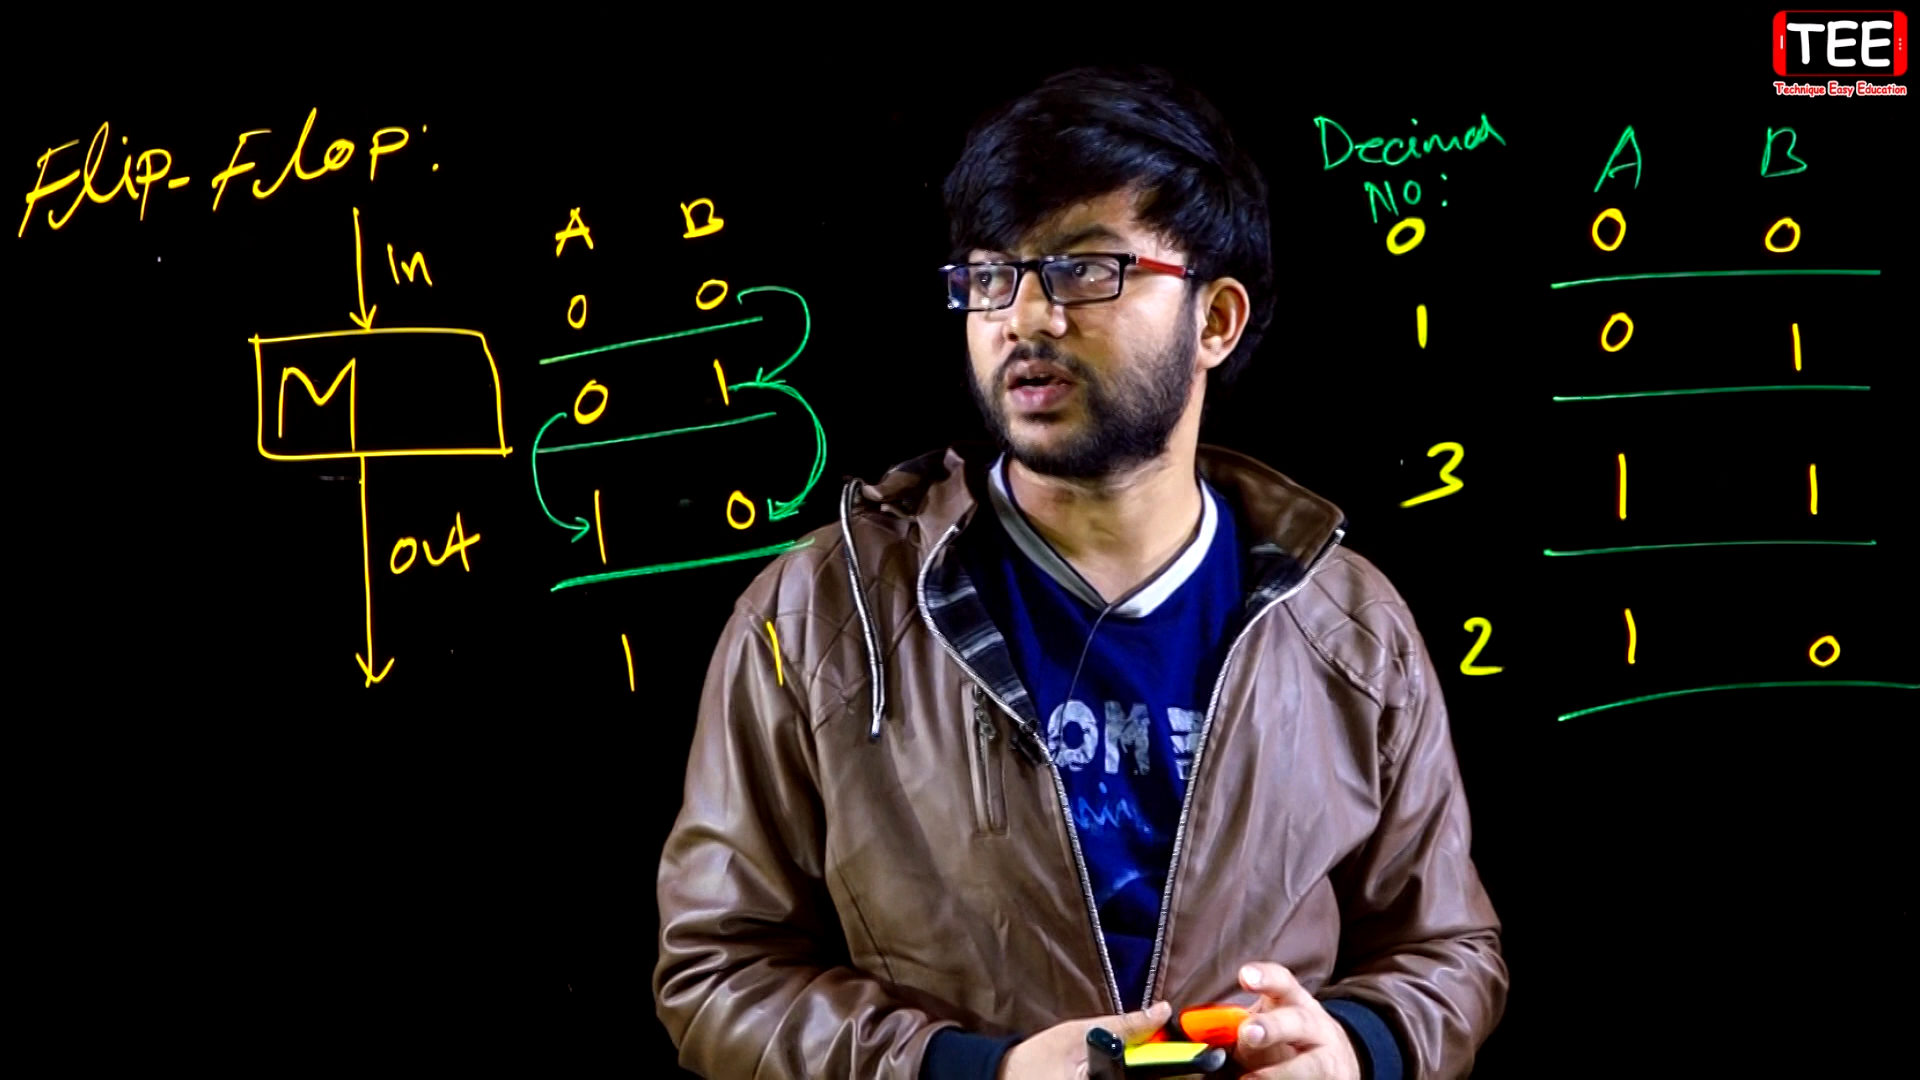 TEE
Technique Easy Education
Flip-Flop:
In
M
out
A B
0 0
0 1
1 0
1 1
Decimal A B
No:
0 0 0
1 0 1
3 1 1
2 1 0
OM